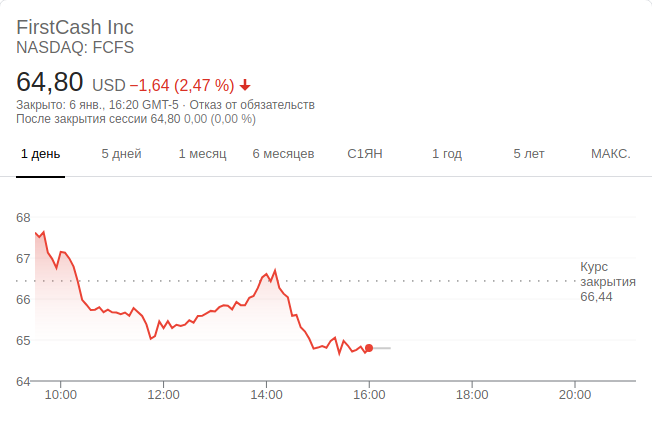 FirstCash Inc
NASDAQ: FCFS
64,80 USD −1,64 (2,47 %)
Закрыто: 6 янв., 16:20 GMT-5 · Отказ от обязательств
После закрытия сессии 64,80 0,00 (0,00 %)
1 день 5 дней 1 месяц 6 месяцев С1ЯН 1 год 5 лет МАКС.
68
67
Курс
закрытия
66,44
66
65
64
10:00 12:00 14:00 16:00 18:00 20:00